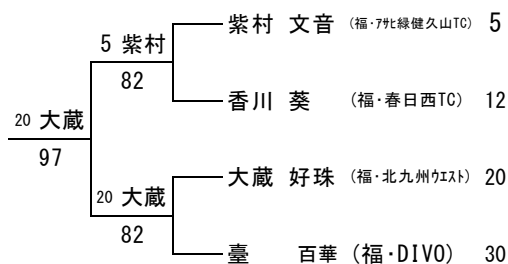 紫村 文音 (福・ｱｻﾋ緑健久山TC) 5
5 紫村
82
香川 葵 (福・春日西TC) 12
20 大蔵
97
大蔵 好珠 (福・北九州ｳｴｽﾄ) 20
20 大蔵
82
臺 百華 (福・DIVO) 30